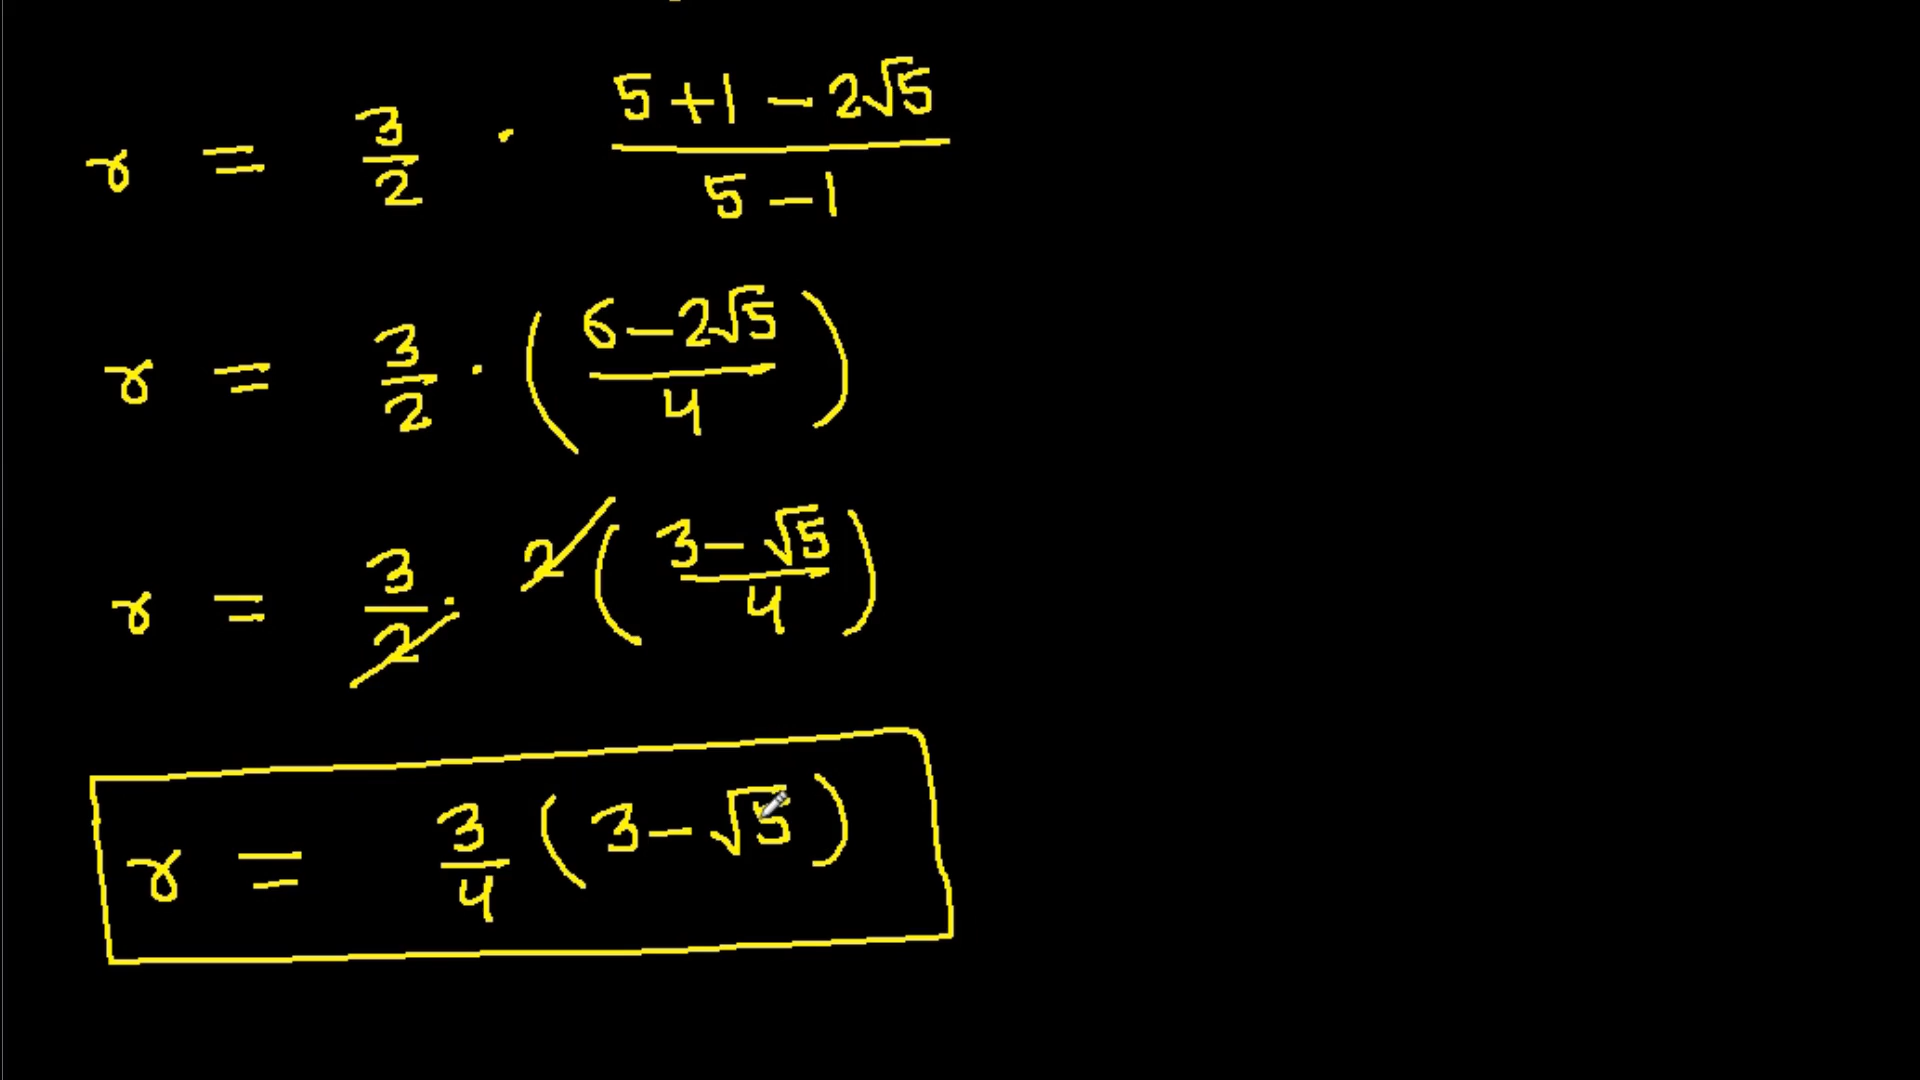 r = 3/2 · (5 + 1 − 2√5)/(5 − 1)
r = 3/2 · ((6 − 2√5)/4)
r = 3/2 · 2 ((3 − √5)/4)
r = 3/4 (3 − √5)